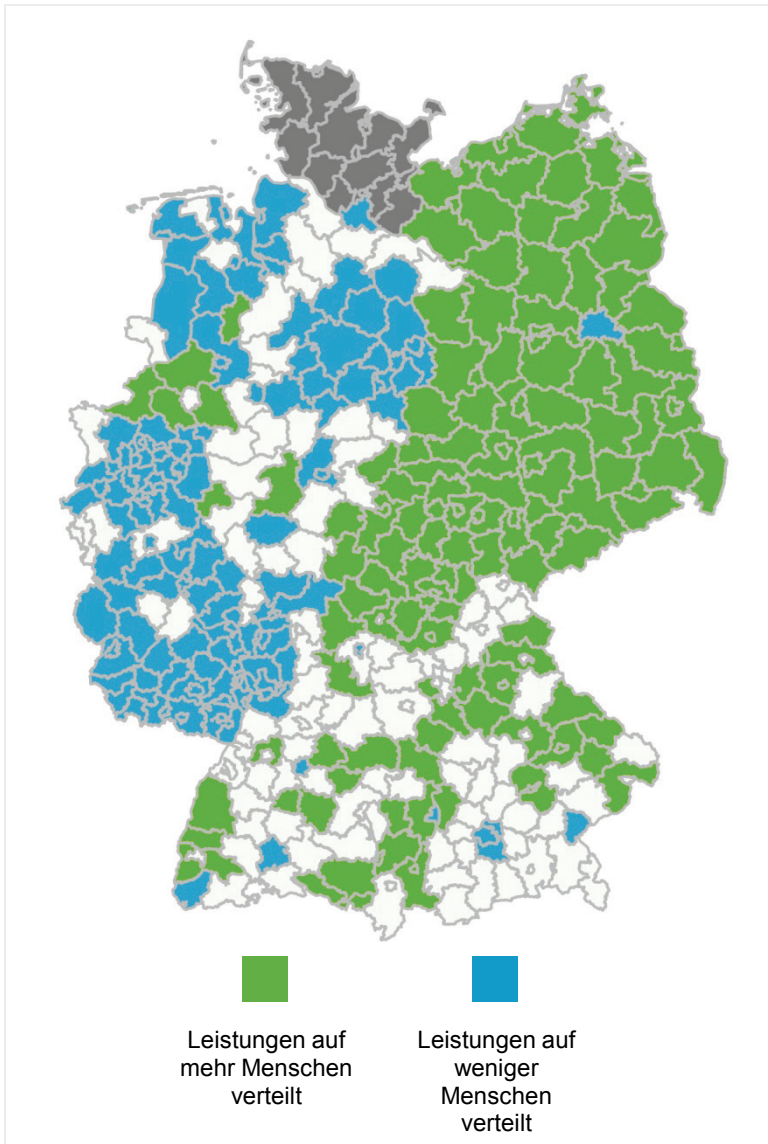 Leistungen auf
mehr Menschen
verteilt
Leistungen auf
weniger
Menschen
verteilt